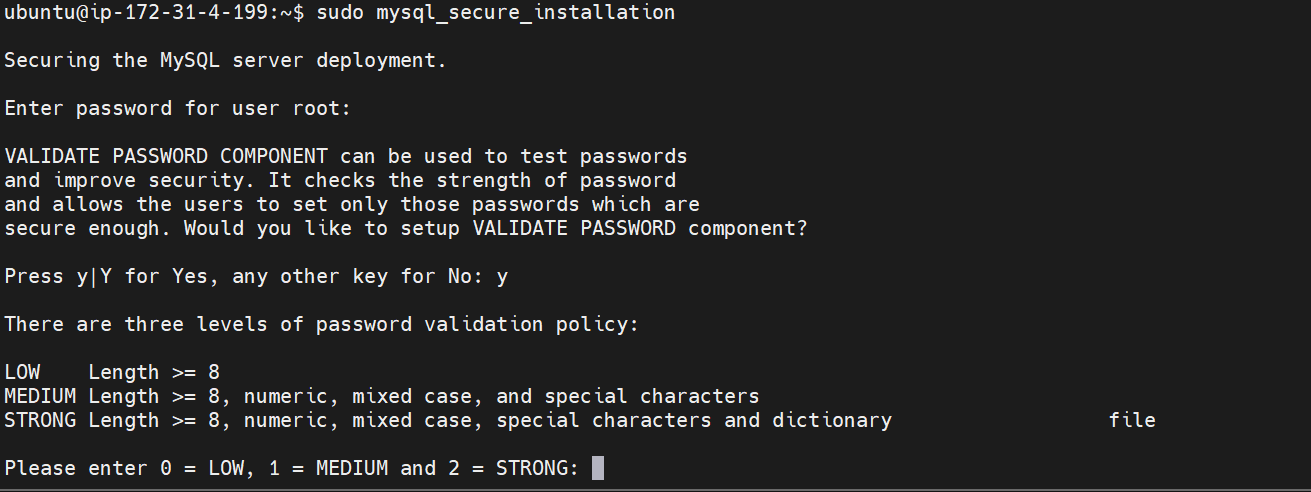 ubuntu@ip-172-31-4-199:~$ sudo mysql_secure_installation
Securing the MySQL server deployment.
Enter password for user root:
VALIDATE PASSWORD COMPONENT can be used to test passwords
and improve security. It checks the strength of password
and allows the users to set only those passwords which are
secure enough. Would you like to setup VALIDATE PASSWORD component?
Press y|Y for Yes, any other key for No: y
There are three levels of password validation policy:
LOW    Length >= 8
MEDIUM Length >= 8, numeric, mixed case, and special characters
STRONG Length >= 8, numeric, mixed case, special characters and dictionary                  file
Please enter 0 = LOW, 1 = MEDIUM and 2 = STRONG: